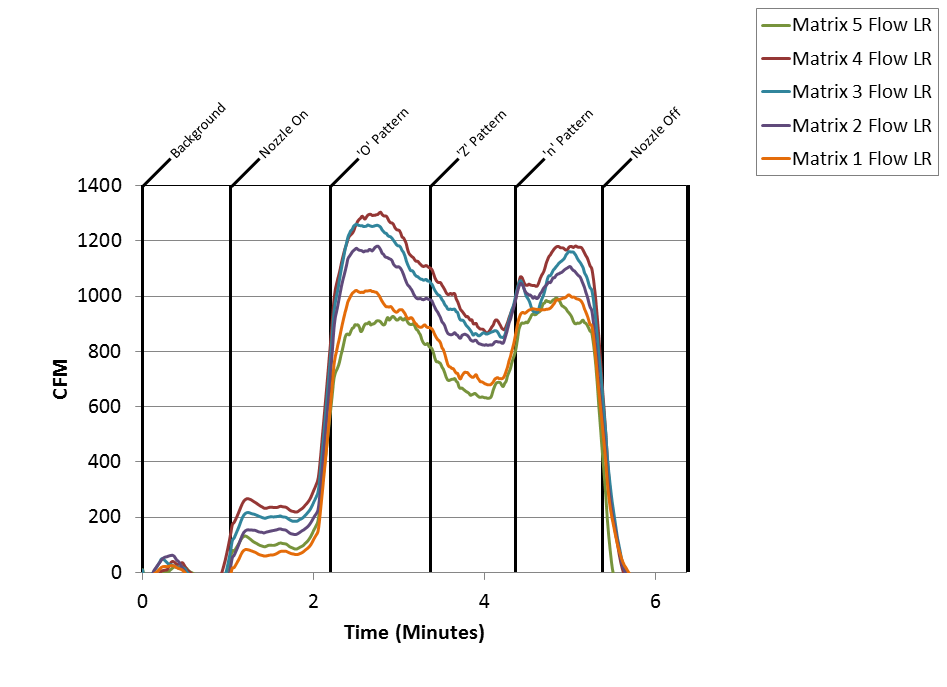 Matrix 5 Flow LR
Matrix 4 Flow LR
Matrix 3 Flow LR
Matrix 2 Flow LR
Matrix 1 Flow LR
Background
Nozzle On
'O' Pattern
'Z' Pattern
'n' Pattern
Nozzle Off
1400
1200
1000
800
600
400
200
0
CFM
0 2 4 6
Time (Minutes)